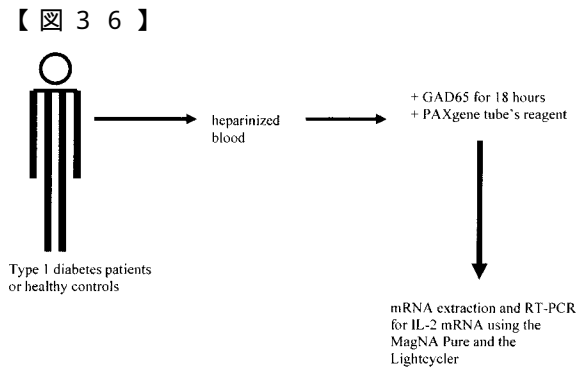 【図３６】
heparinized
blood
+ GAD65 for 18 hours
+ PAXgene tube's reagent
Type 1 diabetes patients
or healthy controls
mRNA extraction and RT-PCR
for IL-2 mRNA using the
MagNA Pure and the
Lightcycler